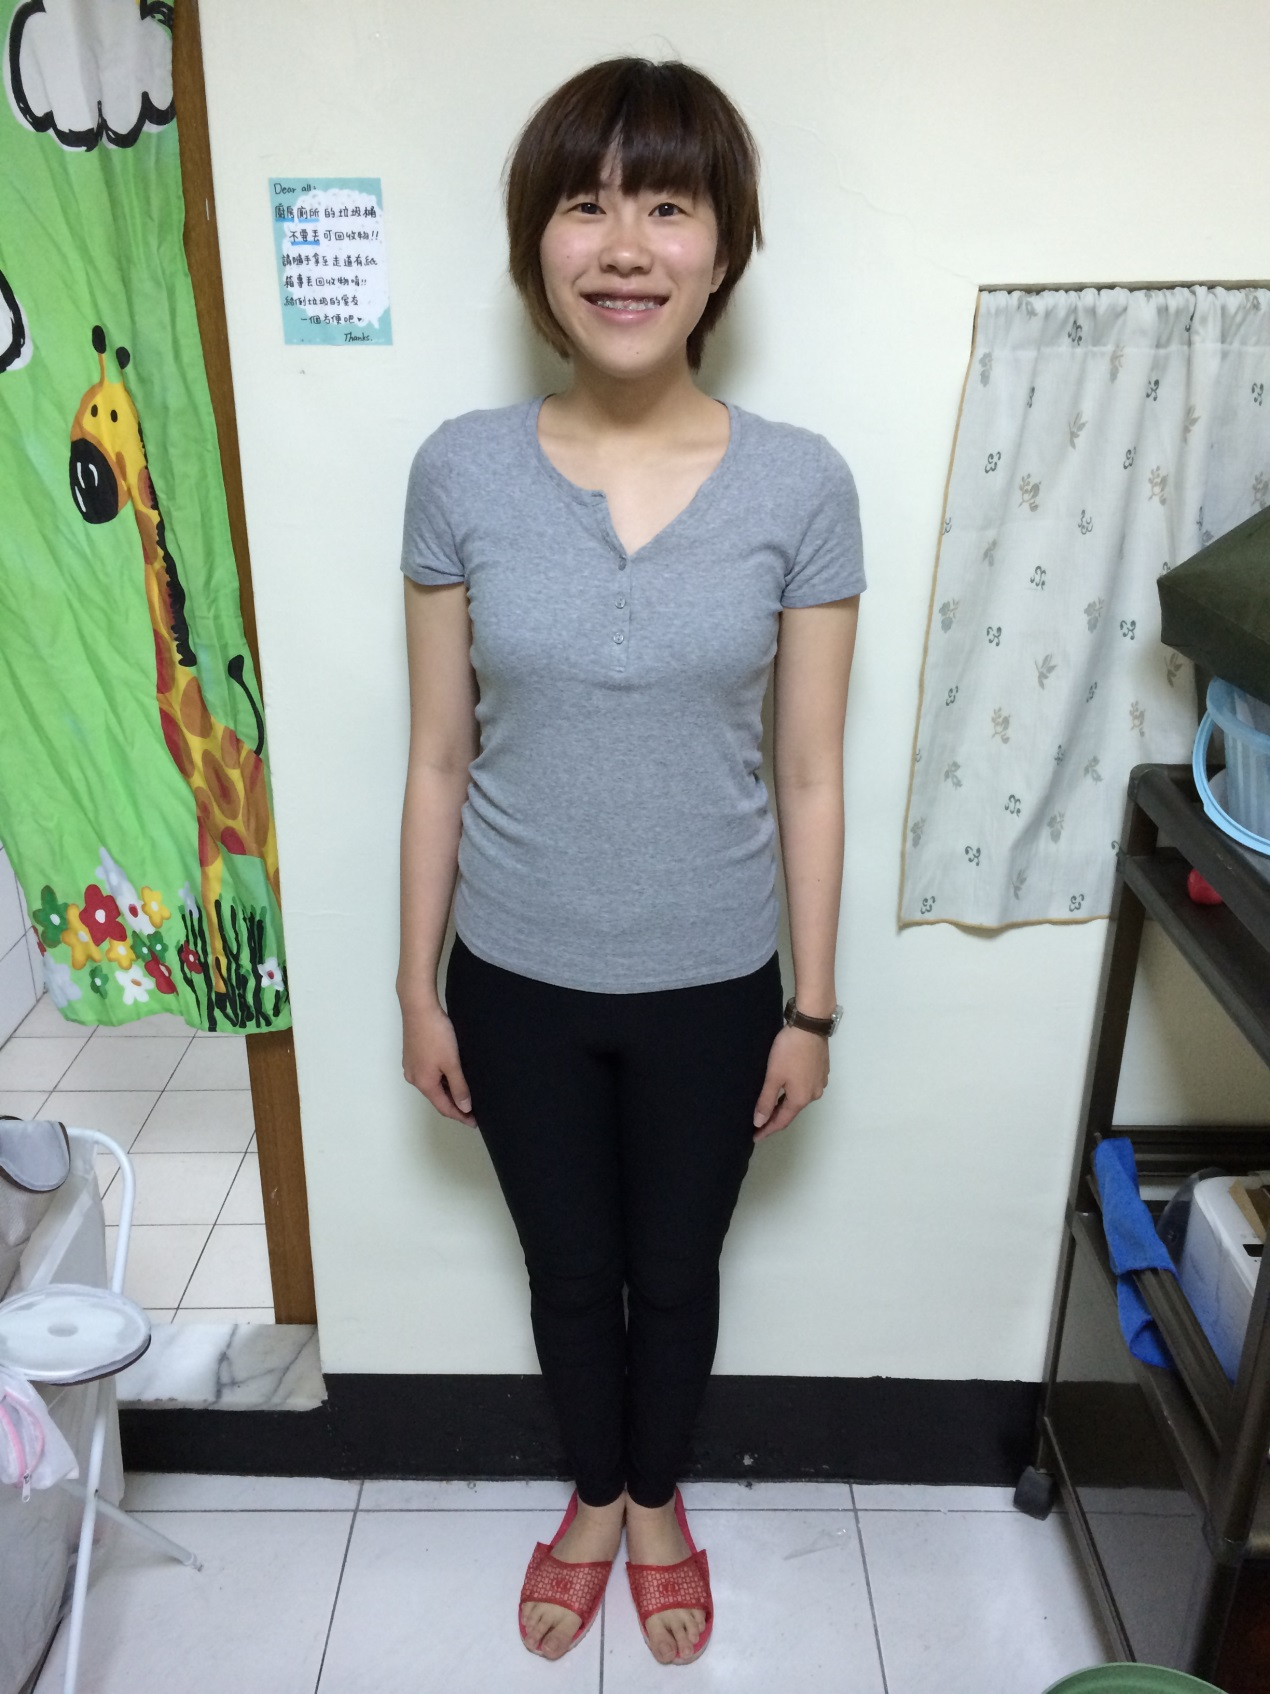 Dear all:
廚房廁所的垃圾桶
不要丟可回收物!!
請隨手拿至走道有紙
箱專丟回收物唷!!
給倒垃圾的室友
一個方便吧
Thanks.